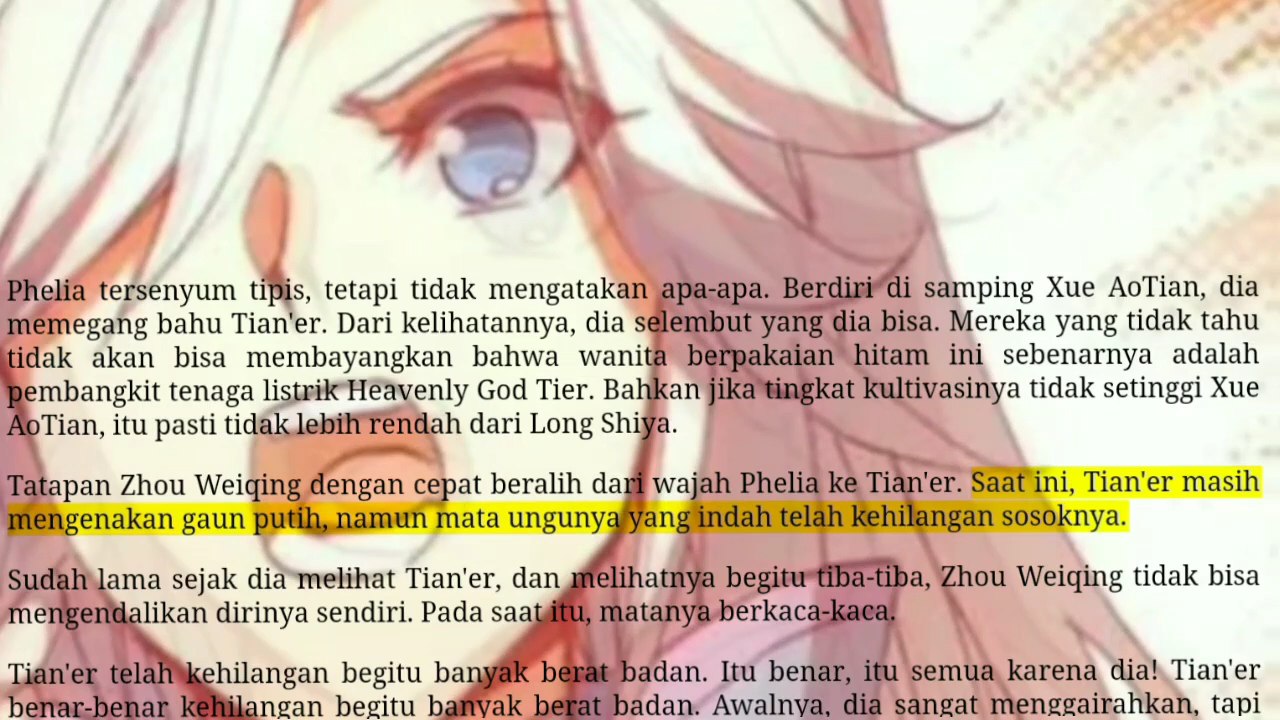 Phelia tersenyum tipis, tetapi tidak mengatakan apa-apa. Berdiri di samping Xue AoTian, dia
memegang bahu Tian'er. Dari kelihatannya, dia selembut yang dia bisa. Mereka yang tidak tahu
tidak akan bisa membayangkan bahwa wanita berpakaian hitam ini sebenarnya adalah
pembangkit tenaga listrik Heavenly God Tier. Bahkan jika tingkat kultivasinya tidak setinggi Xue
AoTian, itu pasti tidak lebih rendah dari Long Shiya.
Tatapan Zhou Weiqing dengan cepat beralih dari wajah Phelia ke Tian'er. Saat ini, Tian'er masih
mengenakan gaun putih, namun mata ungunya yang indah telah kehilangan sosoknya.
Sudah lama sejak dia melihat Tian'er, dan melihatnya begitu tiba-tiba, Zhou Weiqing tidak bisa
mengendalikan dirinya sendiri. Pada saat itu, matanya berkaca-kaca.
Tian'er telah kehilangan begitu banyak berat badan. Itu benar, itu semua karena dia! Tian'er
benar-benar kehilangan begitu banyak berat badan. Awalnya, dia sangat menggairahkan, tapi